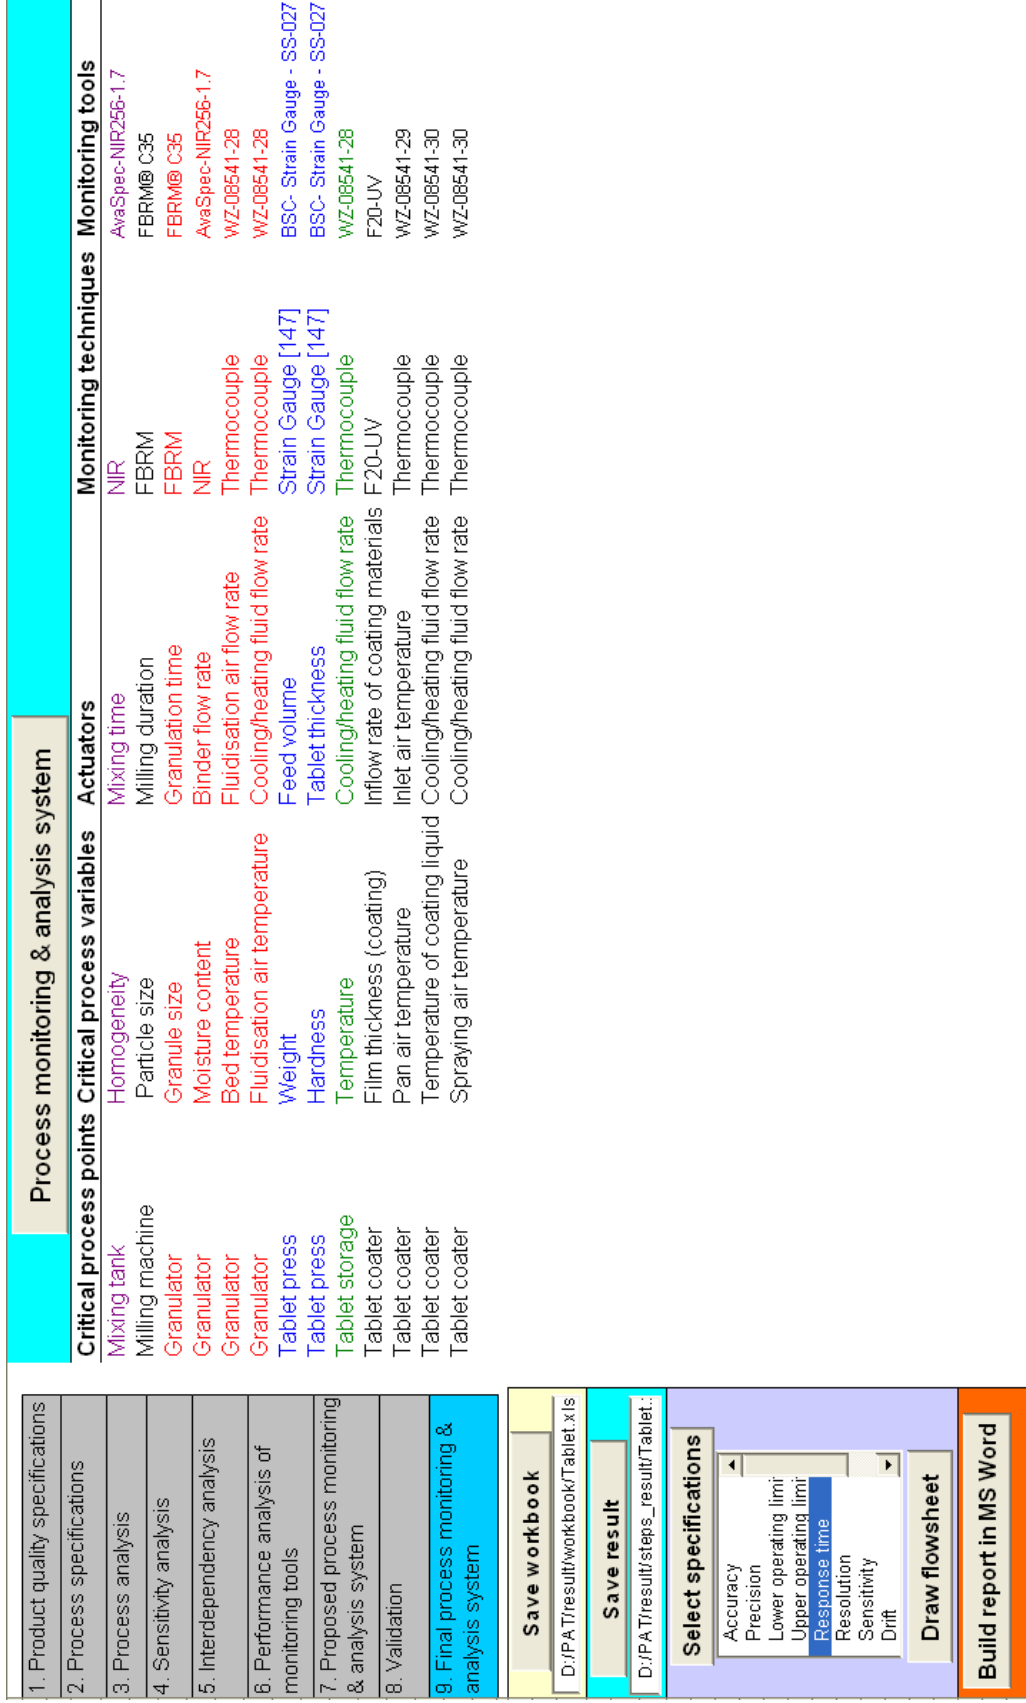 Process monitoring & analysis system
Critical process points Critical process variables Actuators Monitoring techniques Monitoring tools
Mixing tank Homogeneity Mixing time NIR AvaSpec-NIR256-1.7
Milling machine Particle size Milling duration FBRM FBRM® C35
Granulator Granule size Granulation time FBRM FBRM® C35
Granulator Moisture content Binder flow rate NIR AvaSpec-NIR256-1.7
Granulator Bed temperature Fluidisation air flow rate Thermocouple WZ-08541-28
Granulator Fluidisation air temperature Cooling/heating fluid flow rate Thermocouple WZ-08541-28
Tablet press Weight Feed volume Strain Gauge [147] BSC- Strain Gauge - SS-027
Tablet press Hardness Tablet thickness Strain Gauge [147] BSC- Strain Gauge - SS-027
Tablet storage Temperature Cooling/heating fluid flow rate Thermocouple WZ-08541-28
Tablet coater Film thickness (coating) Inflow rate of coating materials F20-UV F20-UV
Tablet coater Pan air temperature Inlet air temperature Thermocouple WZ-08541-29
Tablet coater Temperature of coating liquid Cooling/heating fluid flow rate Thermocouple WZ-08541-30
Tablet coater Spraying air temperature Cooling/heating fluid flow rate Thermocouple WZ-08541-30
1. Product quality specifications
2. Process specifications
3. Process analysis
4. Sensitivity analysis
5. Interdependency analysis
6. Performance analysis of
monitoring tools
7. Proposed process monitoring
& analysis system
8. Validation
9. Final process monitoring &
analysis system
Save workbook
D:/PAT/result/workbook/Tablet.xls
Save result
D:/PAT/result/steps_result/Tablet.:
Select specifications
Accuracy
Precision
Lower operating limi
Upper operating limi
Response time
Resolution
Sensitivity
Drift
Draw flowsheet
Build report in MS Word